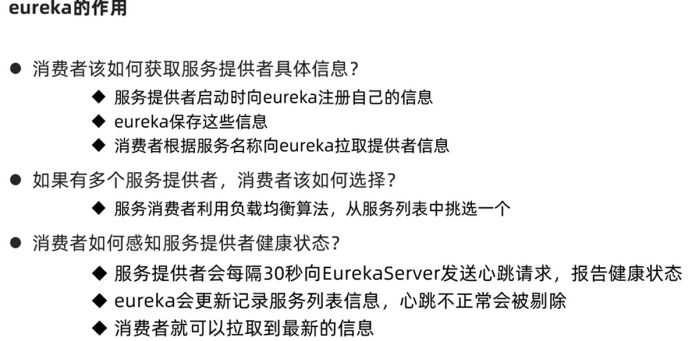 eureka的作用
● 消费者该如何获取服务提供者具体信息？
◆ 服务提供者启动时向eureka注册自己的信息
◆ eureka保存这些信息
◆ 消费者根据服务名称向eureka拉取提供者信息
● 如果有多个服务提供者，消费者该如何选择？
◆ 服务消费者利用负载均衡算法，从服务列表中挑选一个
● 消费者如何感知服务提供者健康状态？
◆ 服务提供者会每隔30秒向EurekaServer发送心跳请求，报告健康状态
◆ eureka会更新记录服务列表信息，心跳不正常会被剔除
◆ 消费者就可以拉取到最新的信息